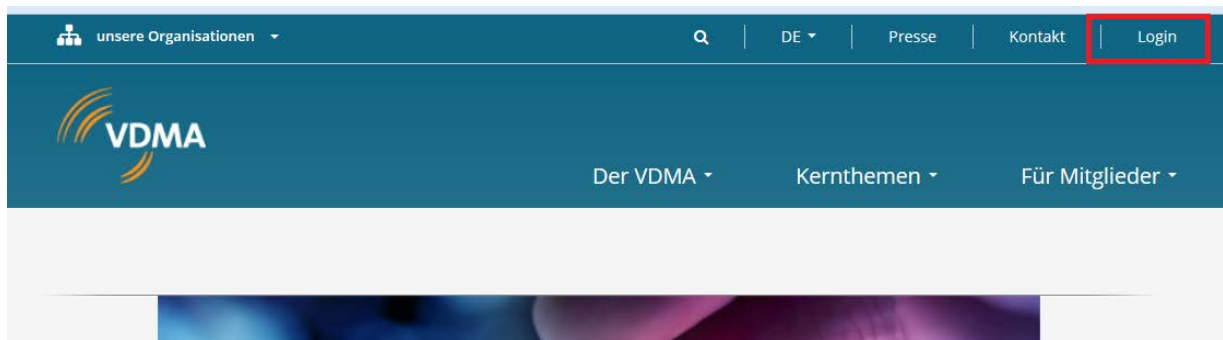 unsere Organisationen DE Presse Kontakt Login
VDMA
Der VDMA Kernthemen Für Mitglieder